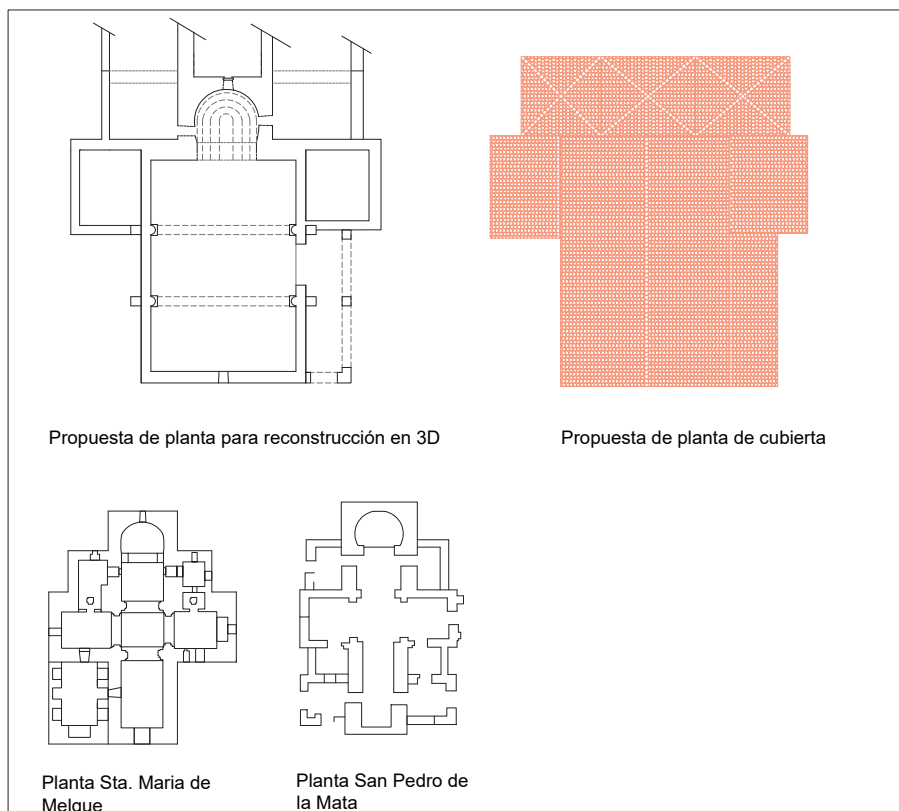 Propuesta de planta para reconstrucción en 3D
Propuesta de planta de cubierta
Planta Sta. Maria de
Melque
Planta San Pedro de
la Mata